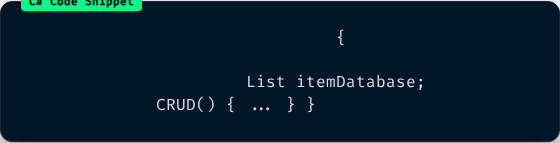 C# Code Snippet
{
List itemDatabase;
CRUD() { ... } }